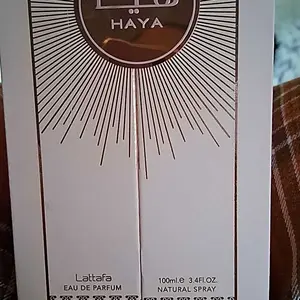 HAYA
Lattafa
EAU DE PARFUM
100ml.e 3.4Fl.OZ.
NATURAL SPRAY